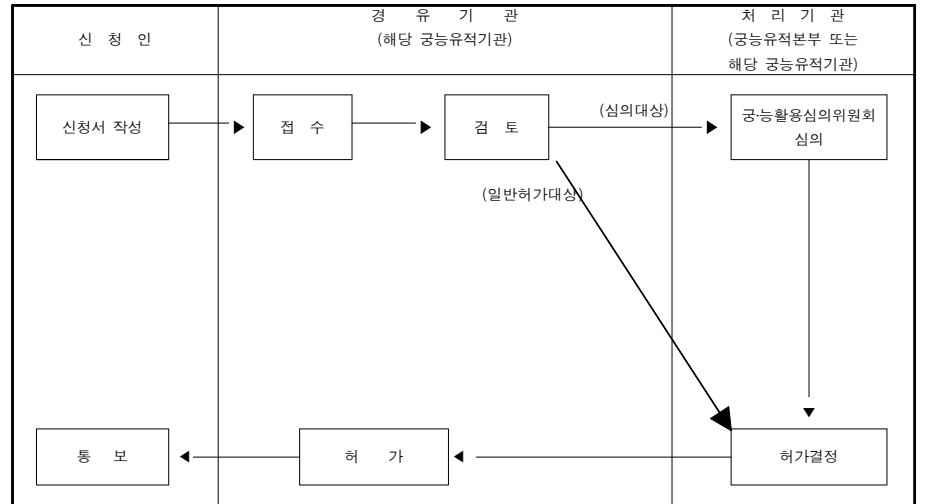 신 청 인
경 유 기 관
(해당 궁능유적기관)
처 리 기 관
(궁능유적본부 또는
해당 궁능유적기관)
신청서 작성
접 수
검 토
(심의대상)
궁·능활용심의위원회
심의
(일반허가대상)
통 보
허 가
허가결정